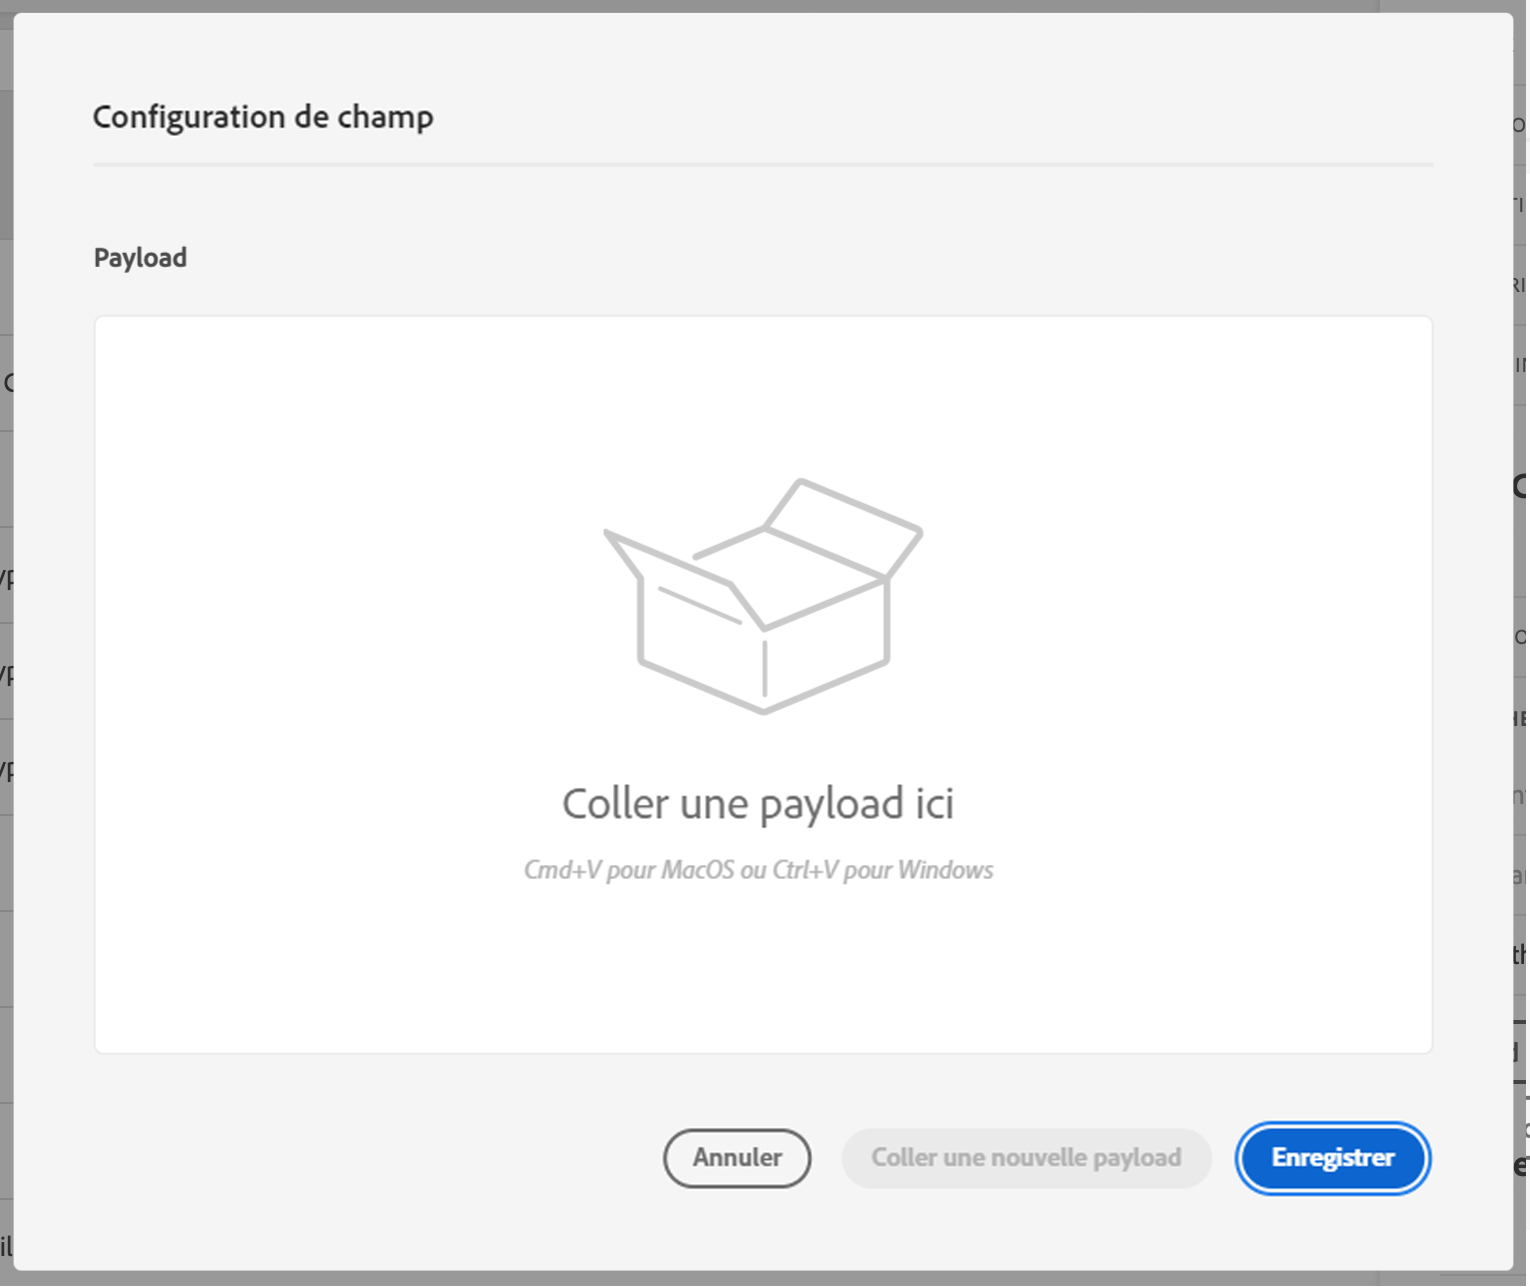 Configuration de champ
Payload
Coller une payload ici
Cmd+V pour MacOS ou Ctrl+V pour Windows
Annuler
Coller une nouvelle payload
Enregistrer